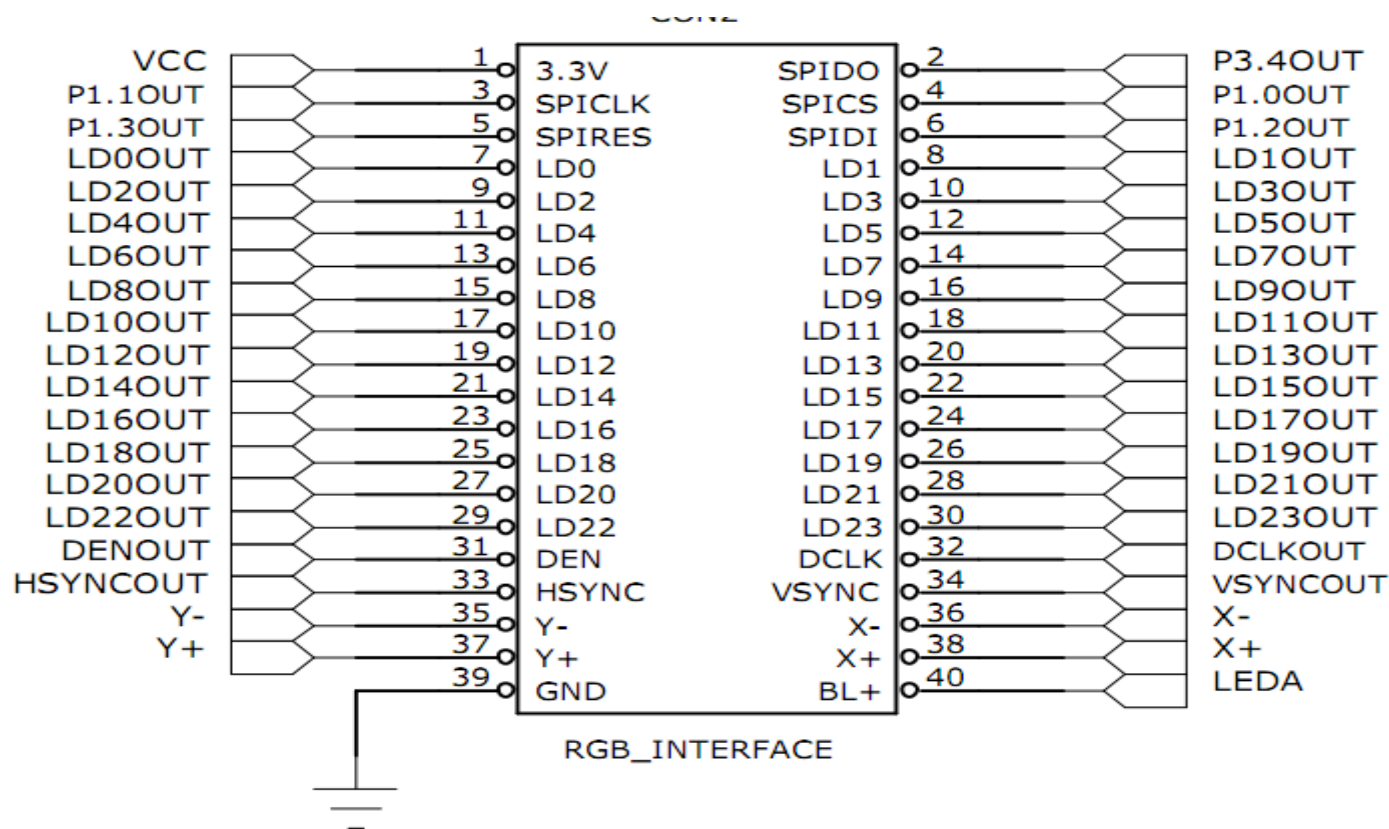 VCC 1 3.3V SPIDO 2 P3.4OUT
P1.1OUT 3 SPICLK SPICS 4 P1.0OUT
P1.3OUT 5 SPIRES SPIDI 6 P1.2OUT
LD0OUT 7 LD0 LD1 8 LD1OUT
LD2OUT 9 LD2 LD3 10 LD3OUT
LD4OUT 11 LD4 LD5 12 LD5OUT
LD6OUT 13 LD6 LD7 14 LD7OUT
LD8OUT 15 LD8 LD9 16 LD9OUT
LD10OUT 17 LD10 LD11 18 LD11OUT
LD12OUT 19 LD12 LD13 20 LD13OUT
LD14OUT 21 LD14 LD15 22 LD15OUT
LD16OUT 23 LD16 LD17 24 LD17OUT
LD18OUT 25 LD18 LD19 26 LD19OUT
LD20OUT 27 LD20 LD21 28 LD21OUT
LD22OUT 29 LD22 LD23 30 LD23OUT
DENOUT 31 DEN DCLK 32 DCLKOUT
HSYNCOUT 33 HSYNC VSYNC 34 VSYNCOUT
Y- 35 Y- X- 36 X-
Y+ 37 Y+ X+ 38 X+
39 GND BL+ 40 LEDA
RGB_INTERFACE